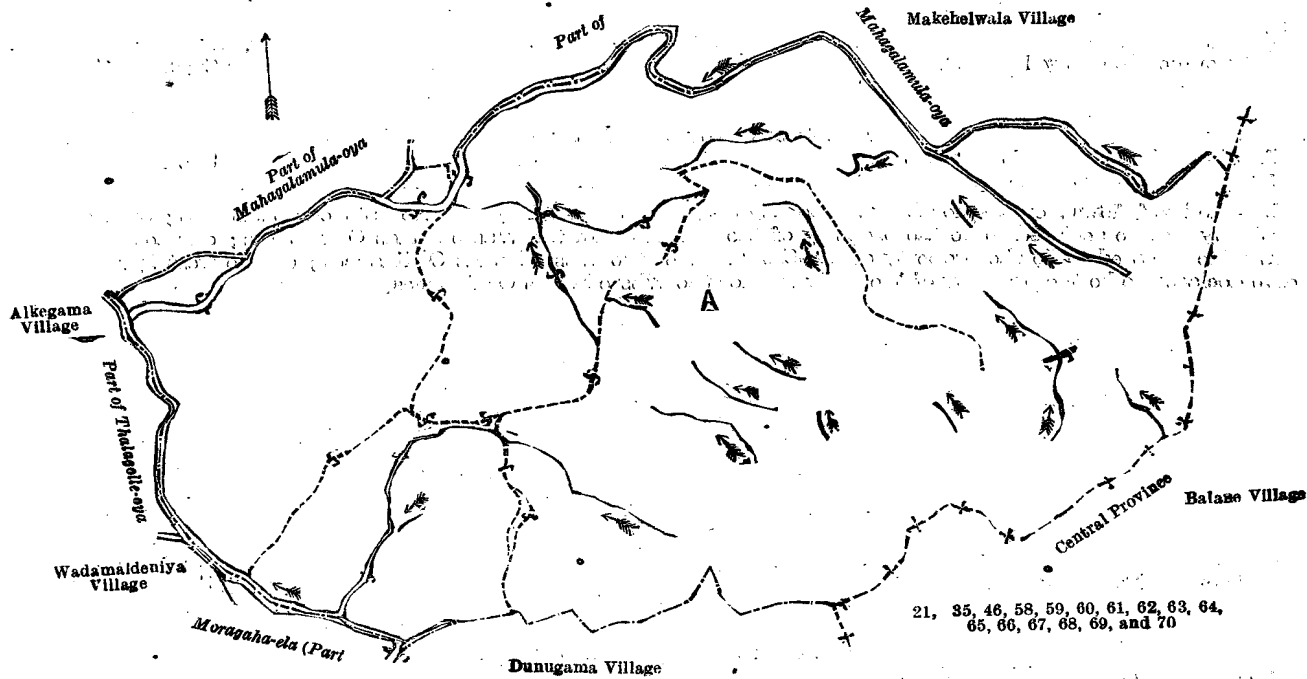 Makehelwala Village
Part of
Mahagalamula-oya
Part of
Mahagalamula-oya
A
Alkegama
Village
Part of Thalagolle-oya
Central Province
Balane Village
Wadamaldeniya
Village
21, 35, 46, 58, 59, 60, 61, 62, 63, 64,
65, 66, 67, 68, 69, and 70
Moragaha-ela (Part
Dunugama Village